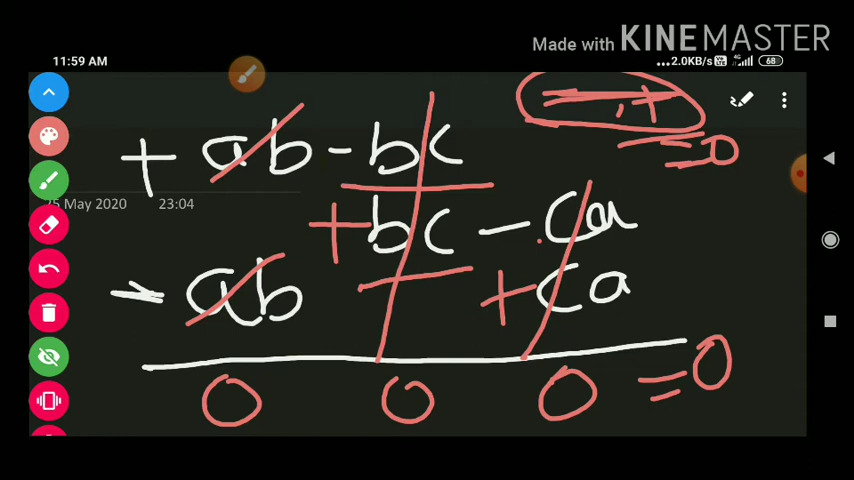 Made with KINEMASTER
11:59 AM ...2.0KB/S 4G 68
- +
= 0
+ ab - bc
25 May 2020 23:04
+ bc - ca
- ab + ca
0 0 0 = 0